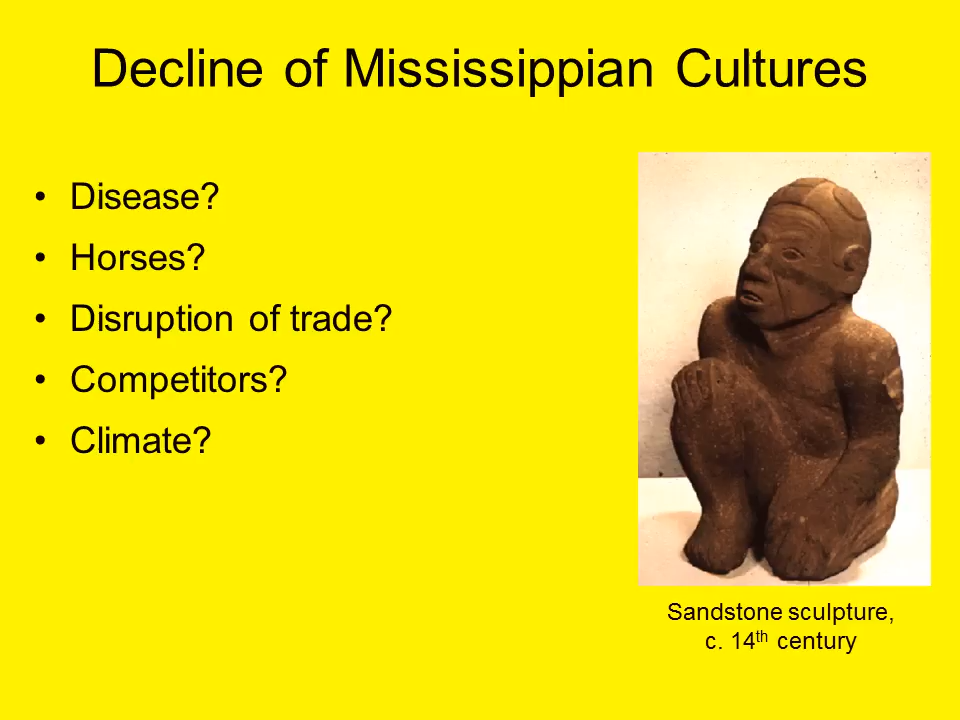 Decline of Mississippian Cultures
• Disease?
• Horses?
• Disruption of trade?
• Competitors?
• Climate?
Sandstone sculpture,
c. 14th century